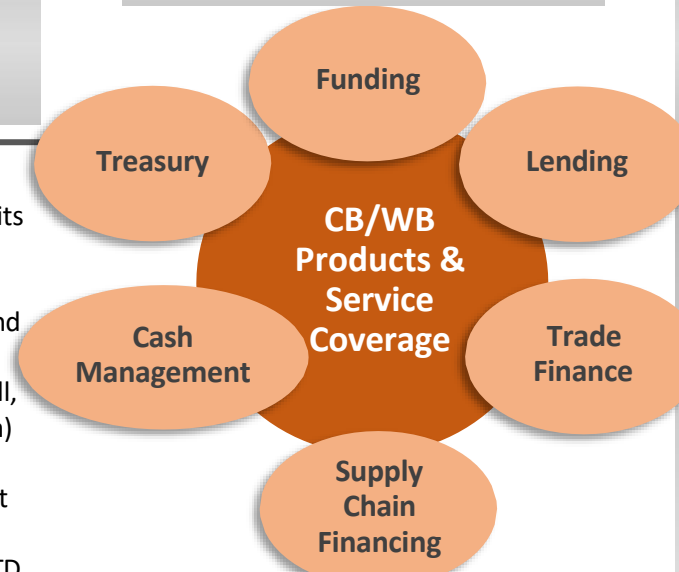 Funding
Treasury
Lending
CB/WB
Products &
Service
Coverage
Cash
Management
Trade
Finance
Supply
Chain
Financing